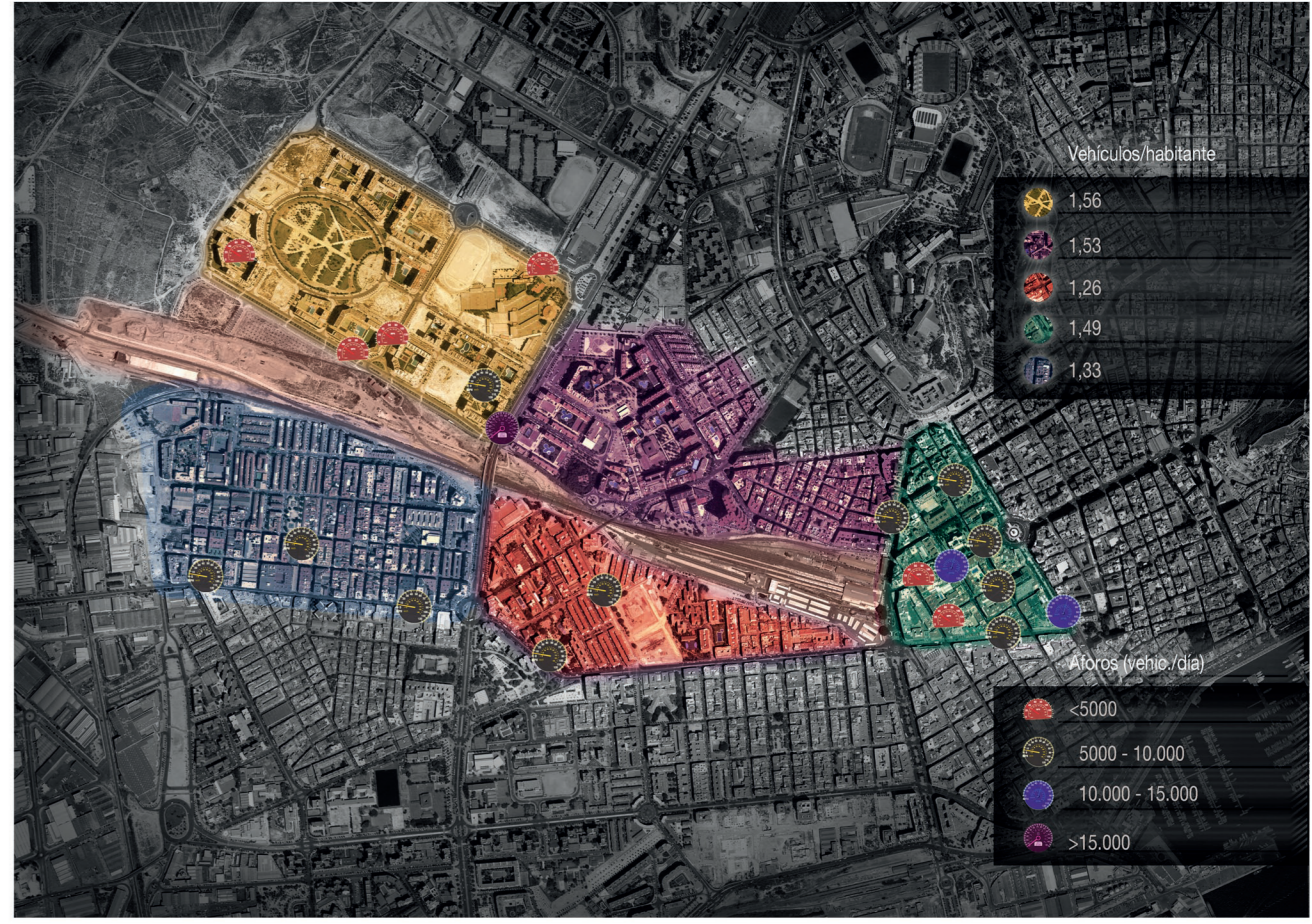 Vehículos/habitante
1,56
1,53
1,26
1,49
1,33
Aforos (vehic./día)
<5000
5000 - 10.000
10.000 - 15.000
>15.000